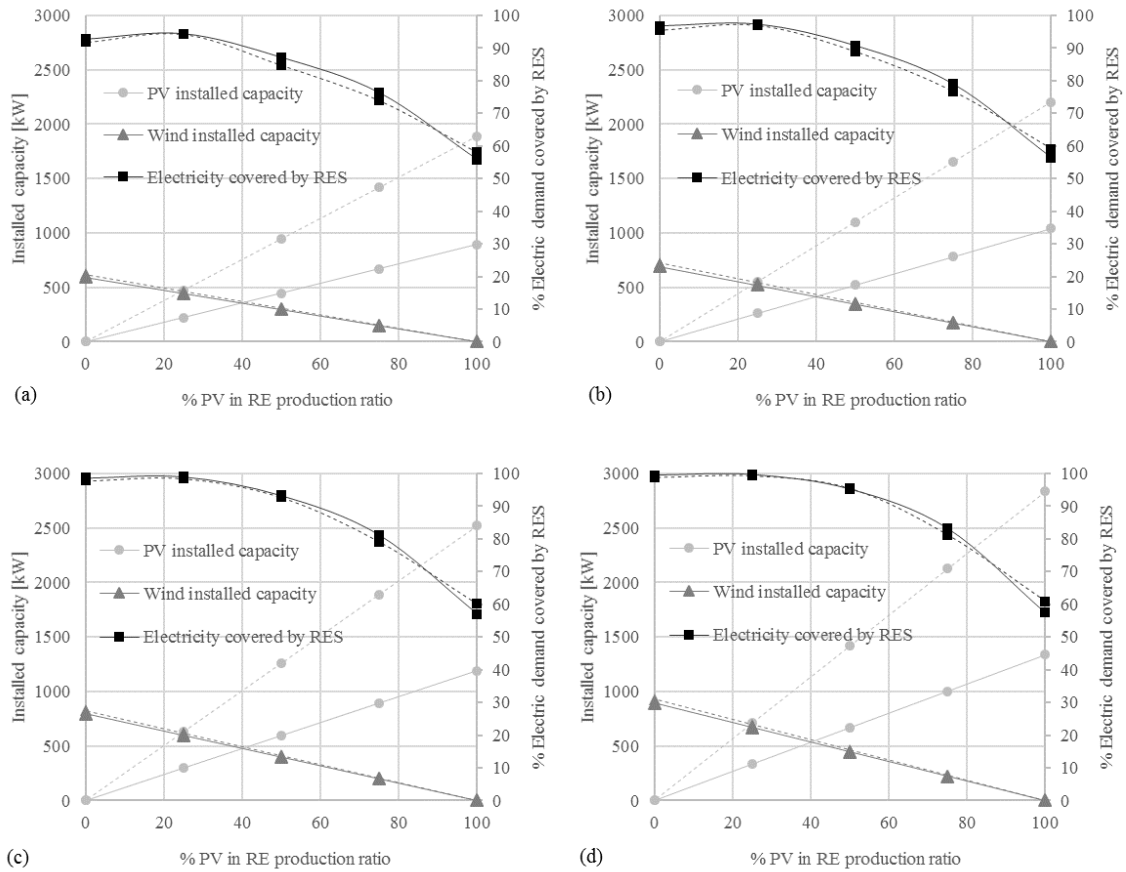 3000
2500
2000
1500
1000
500
0
Installed capacity [kW]
PV installed capacity
Wind installed capacity
Electricity covered by RES
100
90
80
70
60
50
40
30
20
10
0
% Electric demand covered by RES
0 20 40 60 80 100
(a)
% PV in RE production ratio
3000
2500
2000
1500
1000
500
0
Installed capacity [kW]
PV installed capacity
Wind installed capacity
Electricity covered by RES
100
90
80
70
60
50
40
30
20
10
0
% Electric demand covered by RES
0 20 40 60 80 100
(b)
% PV in RE production ratio
3000
2500
2000
1500
1000
500
0
Installed capacity [kW]
PV installed capacity
Wind installed capacity
Electricity covered by RES
100
90
80
70
60
50
40
30
20
10
0
% Electric demand covered by RES
0 20 40 60 80 100
(c)
% PV in RE production ratio
3000
2500
2000
1500
1000
500
0
Installed capacity [kW]
PV installed capacity
Wind installed capacity
Electricity covered by RES
100
90
80
70
60
50
40
30
20
10
0
% Electric demand covered by RES
0 20 40 60 80 100
(d)
% PV in RE production ratio